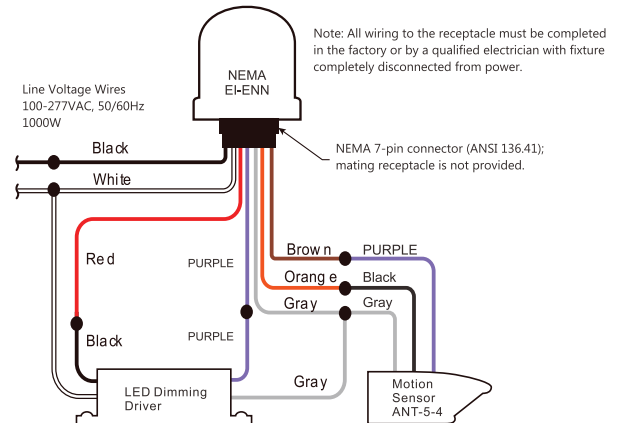 Note: All wiring to the receptacle must be completed
in the factory or by a qualified electrician with fixture
completely disconnected from power.
NEMA
EI-ENN
Line Voltage Wires
100-277VAC, 50/60Hz
1000W
NEMA 7-pin connector (ANSI 136.41);
mating receptacle is not provided.
Black
White
Red
PURPLE
Brown
PURPLE
Orange
Black
Gray
Gray
PURPLE
Black
Gray
LED Dimming
Driver
Motion
Sensor
ANT-5-4